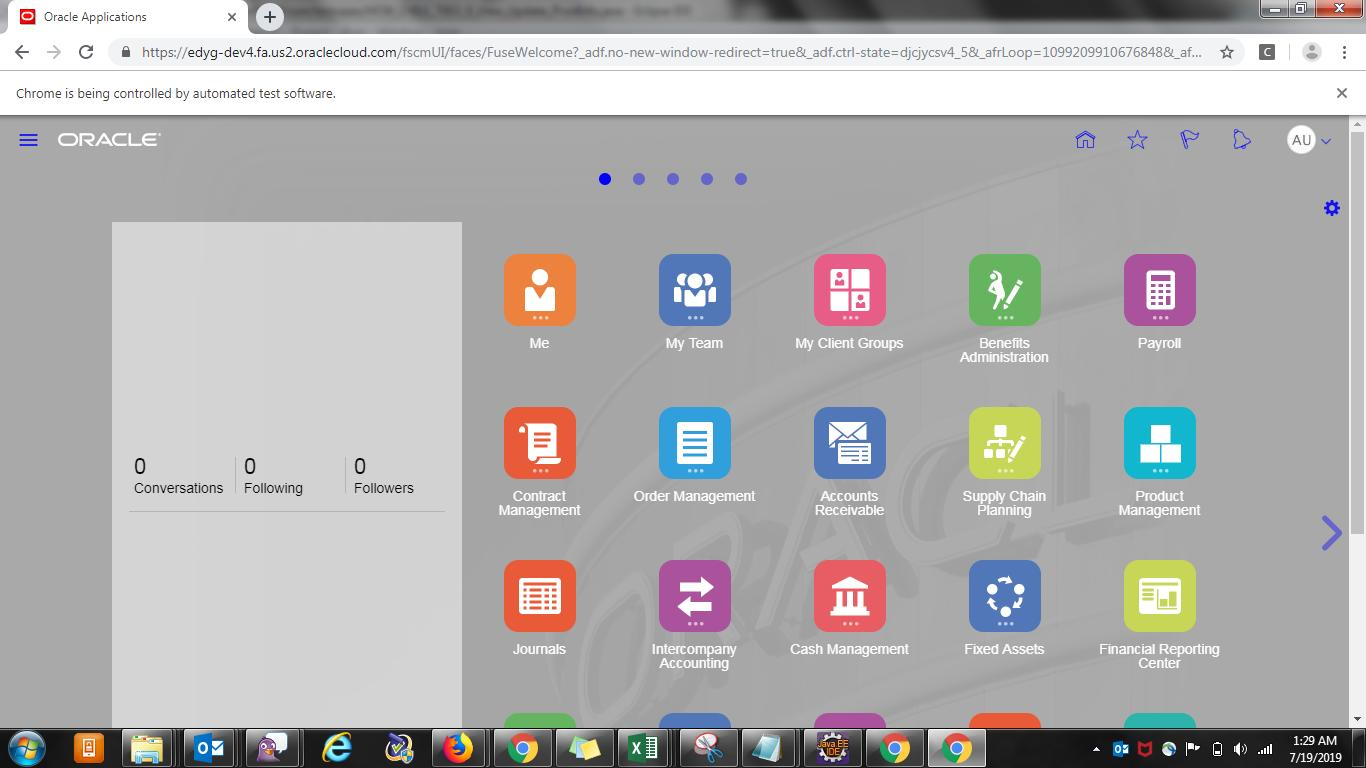 Oracle Applications
https://edyg-dev4.fa.us2.oraclecloud.com/fscmUI/faces/FuseWelcome?_adf.no-new-window-redirect=true&_adf.ctrl-state=djcjycsv4_5&_afrLoop=10992099106676848&_af...
C
Chrome is being controlled by automated test software.
ORACLE
AU
Me
My Team
My Client Groups
Benefits
Administration
Payroll
0
Conversations
0
Following
0
Followers
Contract
Management
Order Management
Accounts
Receivable
Supply Chain
Planning
Product
Management
Journals
Intercompany
Accounting
Cash Management
Fixed Assets
Financial Reporting
Center
Java EE
IDE
1:29 AM
7/19/2019